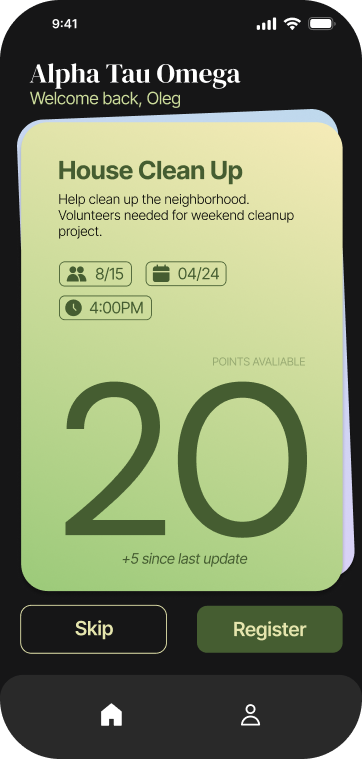 9:41
Alpha Tau Omega
Welcome back, Oleg
House Clean Up
Help clean up the neighborhood.
Volunteers needed for weekend cleanup
project.
8/15 04/24
4:00PM
POINTS AVALIABLE
20
+5 since last update
Skip Register